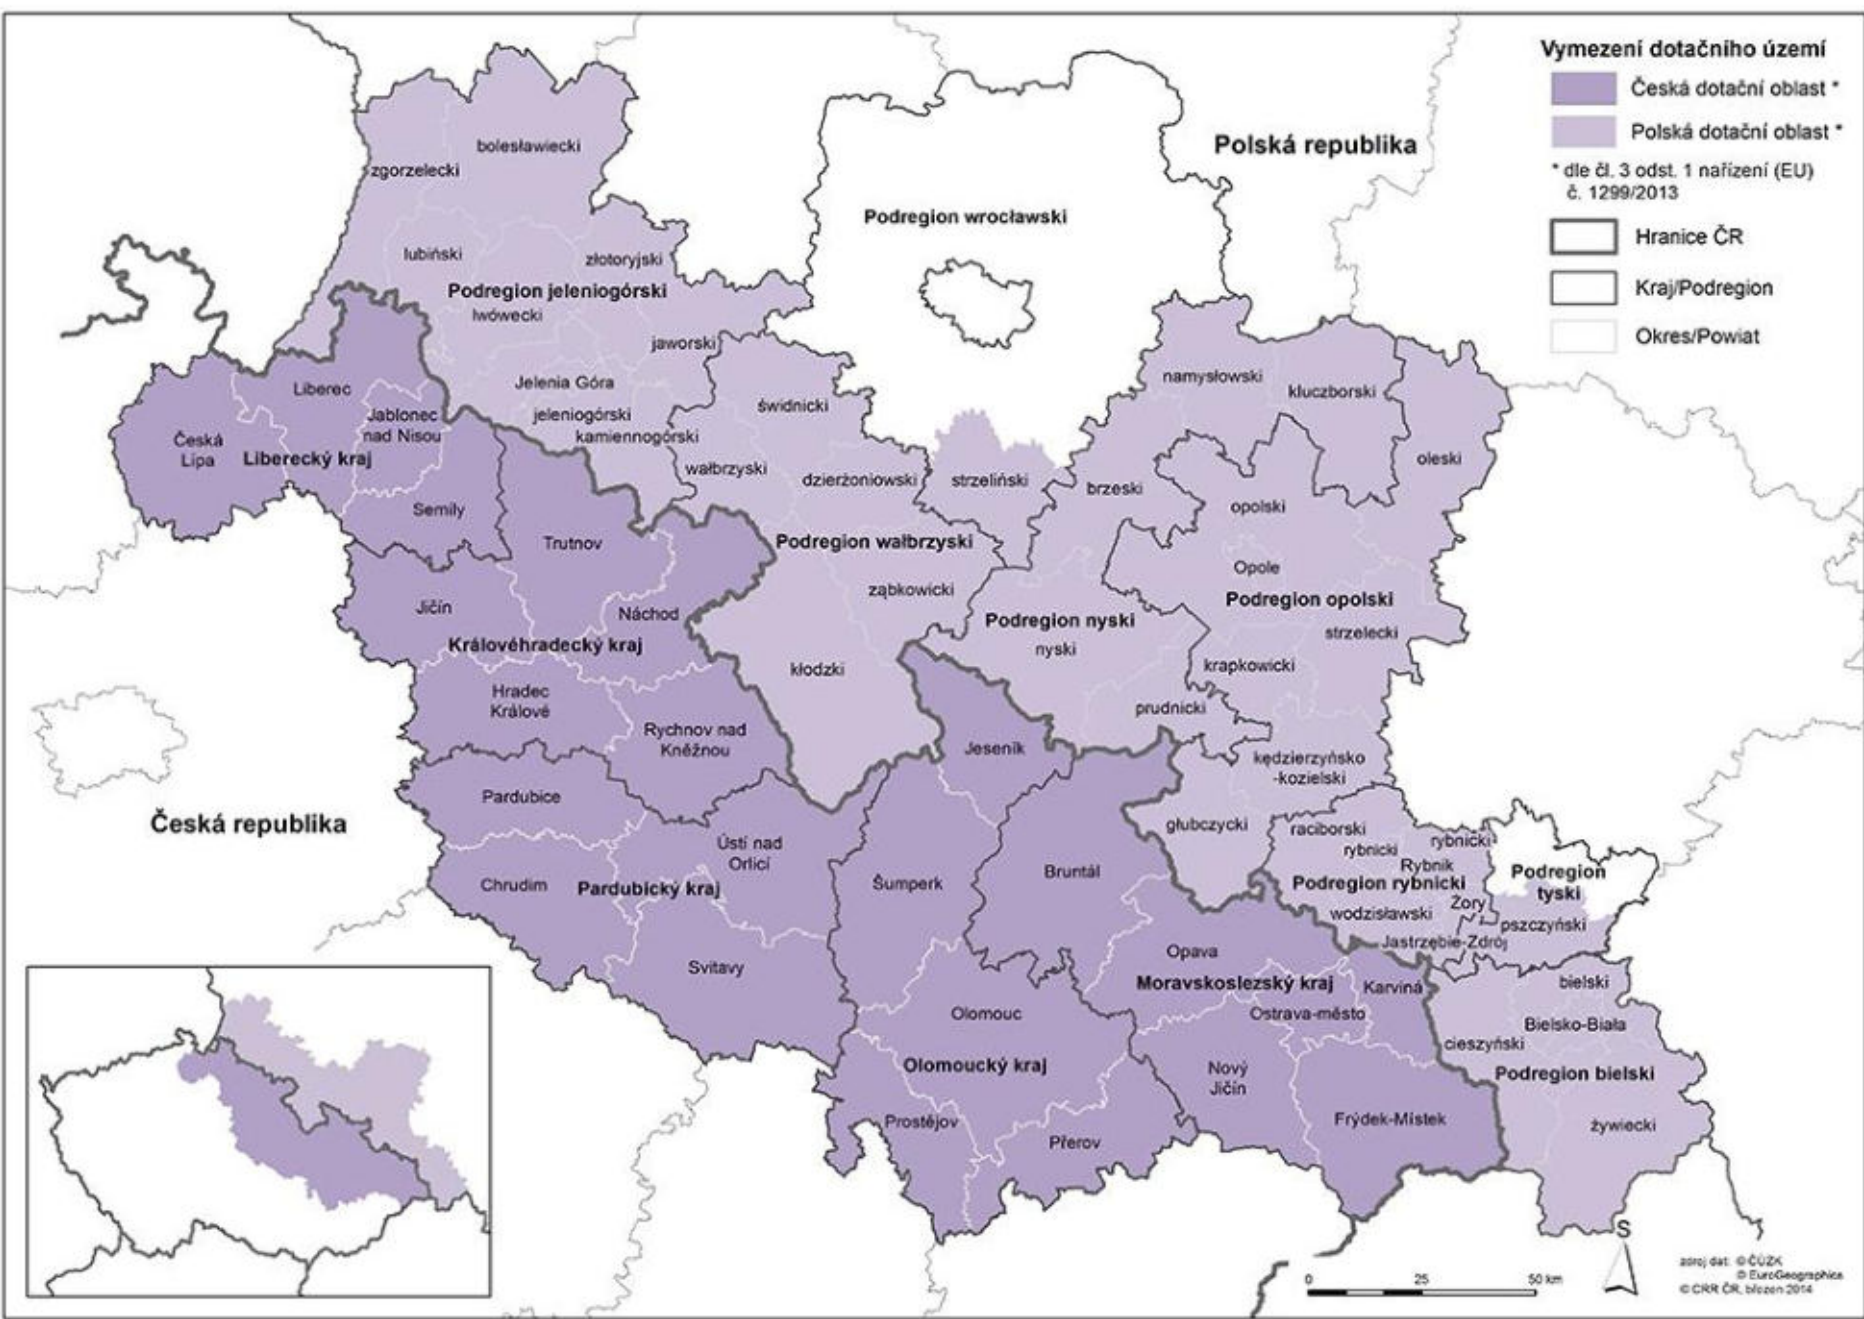 Vymezení dotačního území
Česká dotační oblast *
Polská dotační oblast *
* dle čl. 3 odst. 1 nařízení (EU)
č. 1299/2013
Hranice ČR
Kraj/Podregion
Okres/Powiat
Polská republika
Podregion wrocławski
bolesławiecki
zgorzelecki
lubiński
złotoryjski
Podregion jeleniogórski
lwówecki
jaworski
Jelenia Góra
jeleniogórski
kamiennogórski
świdnicki
wałbrzyski
dzierżoniowski
strzeliński
Podregion wałbrzyski
ząbkowicki
kłodzki
namysłowski
kluczborski
oleski
brzeski
opolski
Opole
Podregion opolski
strzelecki
Podregion nyski
nyski
krapkowicki
prudnicki
kędzierzyńsko
-kozielski
głubczycki
raciborski
rybnicki
rybnicki
Rybnik
Podregion rybnicki
Żory
wodzisławski
Jastrzębie-Zdrój
Podregion
tyski
pszczyński
bielski
Bielsko-Biała
cieszyński
Podregion bielski
żywiecki
Liberec
Jablonec
nad Nisou
Česká
Lípa
Liberecký kraj
Semily
Trutnov
Jičín
Náchod
Královéhradecký kraj
Hradec
Králové
Rychnov nad
Kněžnou
Česká republika
Pardubice
Ústí nad
Orlicí
Chrudim
Pardubický kraj
Svitavy
Jeseník
Šumperk
Bruntál
Opava
Moravskoslezský kraj
Karviná
Ostrava-město
Olomouc
Olomoucký kraj
Nový
Jičín
Frýdek-Místek
Prostějov
Přerov
S
0 25 50 km
zdroj dat: © ČÚZK
© EuroGeographics
© CRR ČR, březen 2014